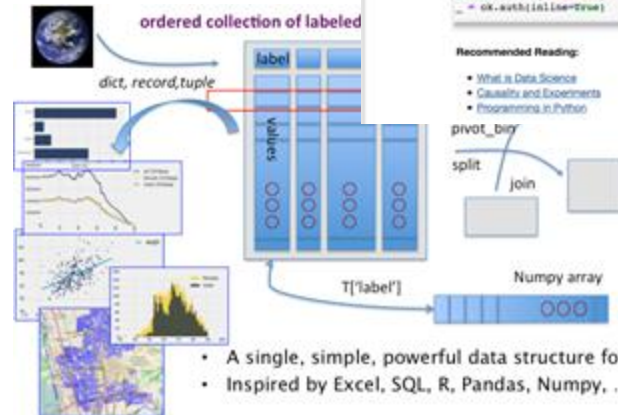 _ = ok.auth(inline=True)
ordered collection of labeled
Recommended Reading:
label
What is Data Science
Causality and Experiments
Programming in Python
dict, record,tuple
values
pivot_bin
split
join
T['label']
Numpy array
• A single, simple, powerful data structure fo
• Inspired by Excel, SQL, R, Pandas, Numpy, .